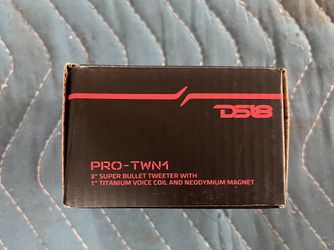 DS18
PRO-TWN1
3" SUPER BULLET TWEETER WITH
1" TITANIUM VOICE COIL AND NEODYMIUM MAGNET